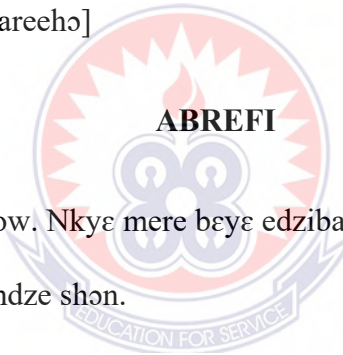 areehɔ]
ABREFI
ow. Nkyɛ mere bɛyɛ edziba
ndze shɔn.
EDUCATION FOR SERVICE